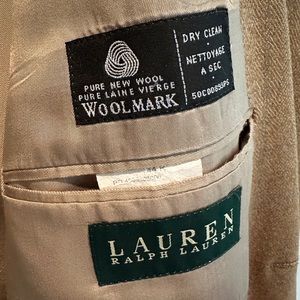 PURE NEW WOOL
PURE LAINE VIERGE
WOOLMARK
DRY CLEAN
NETTOYAGE
A SEC
LAUREN
RALPH LAUREN